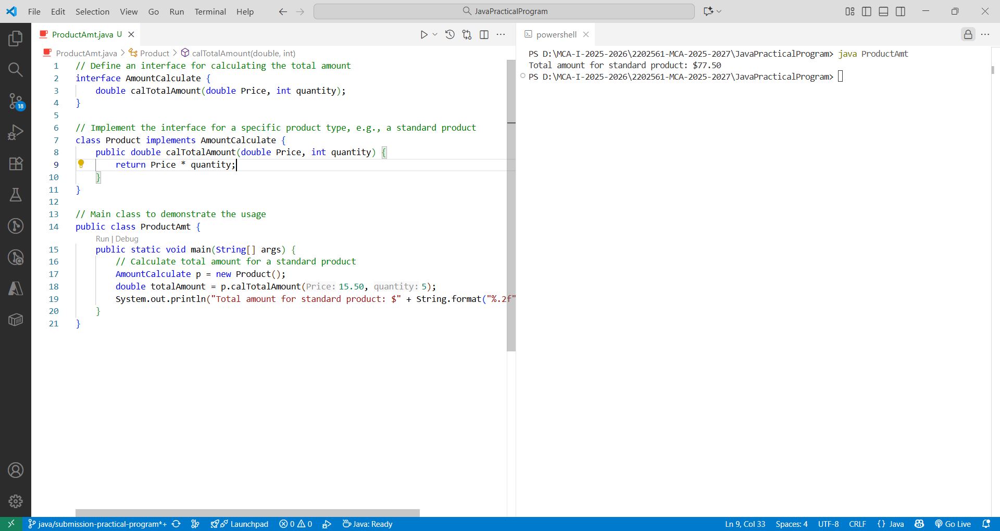 File Edit Selection View Go Run Terminal Help JavaPracticalProgram
ProductAmt.java U
ProductAmt.java > Product > calTotalAmount(double, int)
1 // Define an interface for calculating the total amount
2 interface AmountCalculate {
3 double calTotalAmount(double Price, int quantity);
4 }
5
6 // Implement the interface for a specific product type, e.g., a standard product
7 class Product implements AmountCalculate {
8 public double calTotalAmount(double Price, int quantity) {
9 return Price * quantity;
10 }
11 }
12
13 // Main class to demonstrate the usage
14 public class ProductAmt {
Run | Debug
15 public static void main(String[] args) {
16 // Calculate total amount for a standard product
17 AmountCalculate p = new Product();
18 double totalAmount = p.calTotalAmount(Price: 15.50, quantity: 5);
19 System.out.println("Total amount for standard product: $" + String.format("%.2f"
20 }
21 }
powershell
PS D:\MCA-I-2025-2026\2202561-MCA-2025-2027\JavaPracticalProgram> java ProductAmt
Total amount for standard product: $77.50
PS D:\MCA-I-2025-2026\2202561-MCA-2025-2027\JavaPracticalProgram>
18
java/submission-practical-program*+ Launchpad 0 0 Java: Ready Ln 9, Col 33 Spaces: 4 UTF-8 CRLF {} Java Go Live